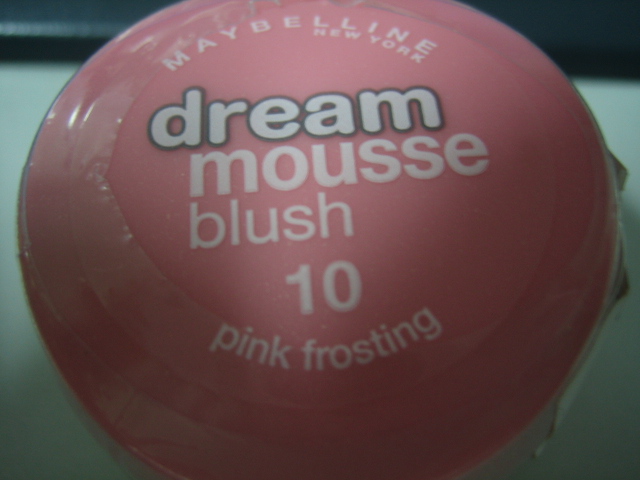 MAYBELLINE
NEW YORK
dream
mousse
blush
10
pink frosting